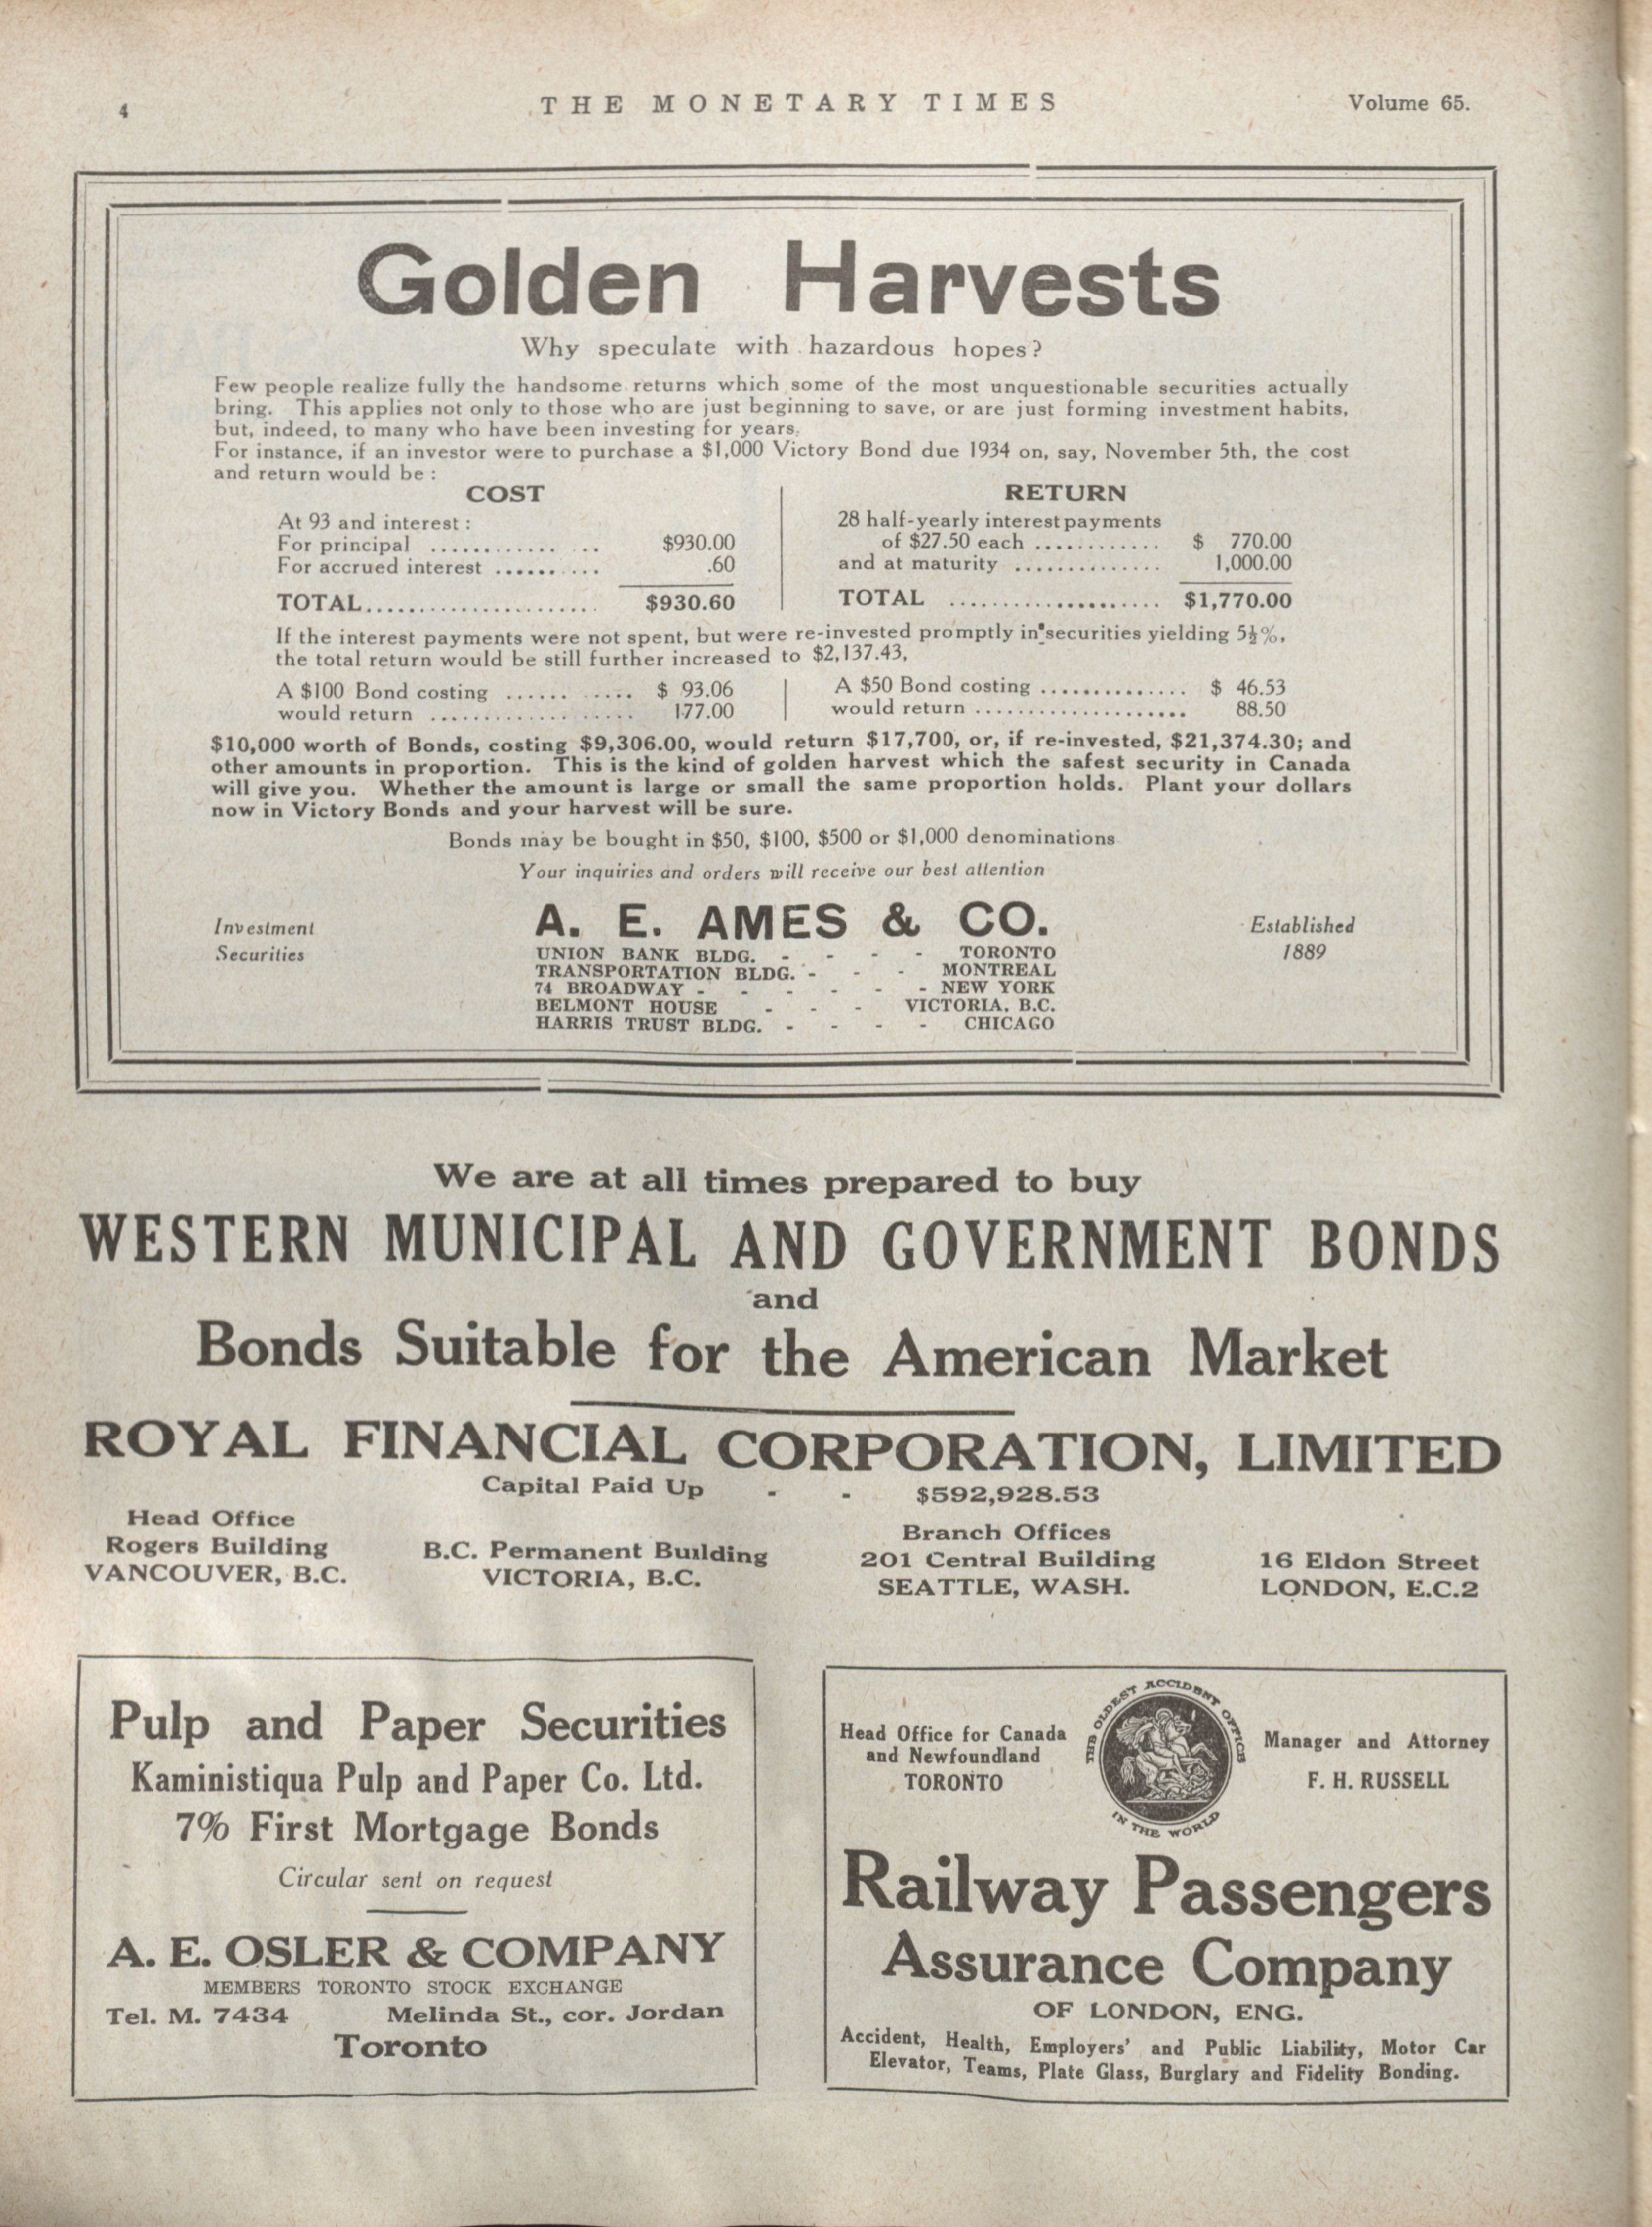 4
THE MONETARY TIMES
Volume 65.
Golden Harvests
Why speculate with hazardous hopes?
Few people realize fully the handsome returns which some of the most unquestionable securities actually
bring. This applies not only to those who are just beginning to save, or are just forming investment habits,
but, indeed, to many who have been investing for years.
For instance, if an investor were to purchase a $1,000 Victory Bond due 1934 on, say, November 5th, the cost
and return would be :
COST
At 93 and interest :
For principal ............ .. $930.00
For accrued interest .......... .60
TOTAL...................... $930.60
RETURN
28 half-yearly interest payments
of $27.50 each ............ $ 770.00
and at maturity .............. 1,000.00
TOTAL .................... $1,770.00
If the interest payments were not spent, but were re-invested promptly in securities yielding 5½%,
the total return would be still further increased to $2,137.43,
A $100 Bond costing ...... ..... $ 93.06
would return .................... 177.00
A $50 Bond costing .............. $ 46.53
would return .................... 88.50
$10,000 worth of Bonds, costing $9,306.00, would return $17,700, or, if re-invested, $21,374.30; and
other amounts in proportion. This is the kind of golden harvest which the safest security in Canada
will give you. Whether the amount is large or small the same proportion holds. Plant your dollars
now in Victory Bonds and your harvest will be sure.
Bonds may be bought in $50, $100, $500 or $1,000 denominations
Your inquiries and orders will receive our best attention
Investment
Securities
A. E. AMES & CO.
UNION BANK BLDG. - - - - TORONTO
TRANSPORTATION BLDG. - - - MONTREAL
74 BROADWAY - - - - - - NEW YORK
BELMONT HOUSE - - - VICTORIA, B.C.
HARRIS TRUST BLDG. - - - - CHICAGO
Established
1889
We are at all times prepared to buy
WESTERN MUNICIPAL AND GOVERNMENT BONDS
and
Bonds Suitable for the American Market
ROYAL FINANCIAL CORPORATION, LIMITED
Capital Paid Up - - $592,928.53
Head Office
Rogers Building
VANCOUVER, B.C.
B.C. Permanent Building
VICTORIA, B.C.
Branch Offices
201 Central Building
SEATTLE, WASH.
16 Eldon Street
LONDON, E.C.2
Pulp and Paper Securities
Kaministiqua Pulp and Paper Co. Ltd.
7% First Mortgage Bonds
Circular sent on request
A. E. OSLER & COMPANY
MEMBERS TORONTO STOCK EXCHANGE
Tel. M. 7434 Melinda St., cor. Jordan
Toronto
Head Office for Canada
and Newfoundland
TORONTO
THE OLDEST ACCIDENT OFFICE
IN THE WORLD
Manager and Attorney
F. H. RUSSELL
Railway Passengers
Assurance Company
OF LONDON, ENG.
Accident, Health, Employers' and Public Liability, Motor Car
Elevator, Teams, Plate Glass, Burglary and Fidelity Bonding.